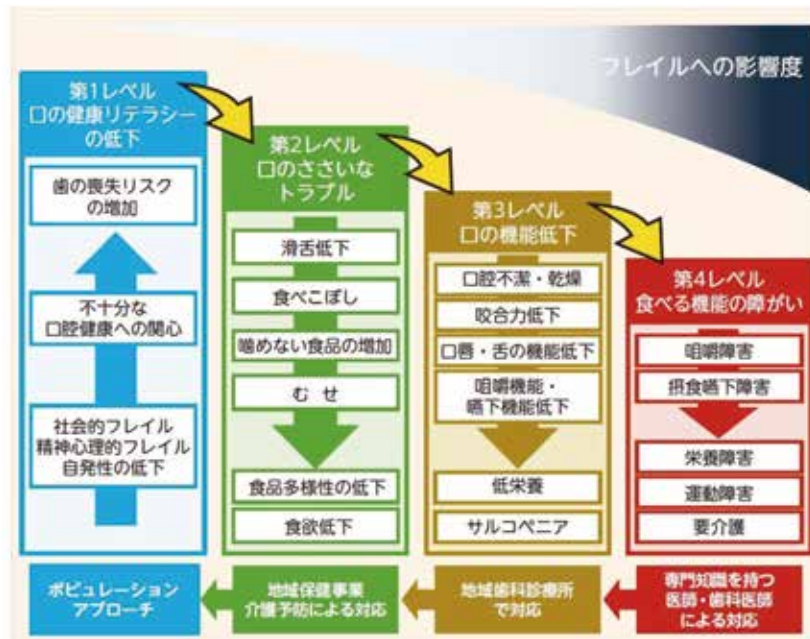 フレイルへの影響度
第1レベル
口の健康リテラシー
の低下
歯の喪失リスク
の増加
不十分な
口腔健康への関心
社会的フレイル
精神心理的フレイル
自発性の低下
ポピュレーション
アプローチ
第2レベル
口のささいな
トラブル
滑舌低下
食べこぼし
噛めない食品の増加
むせ
食品多様性の低下
食欲低下
地域保健事業
介護予防による対応
第3レベル
口の機能低下
口腔不潔・乾燥
咬合力低下
口唇・舌の機能低下
咀嚼機能・
嚥下機能低下
低栄養
サルコペニア
地域歯科診療所
で対応
第4レベル
食べる機能の障がい
咀嚼障害
摂食嚥下障害
栄養障害
運動障害
要介護
専門知識を持つ
医師・歯科医師
による対応